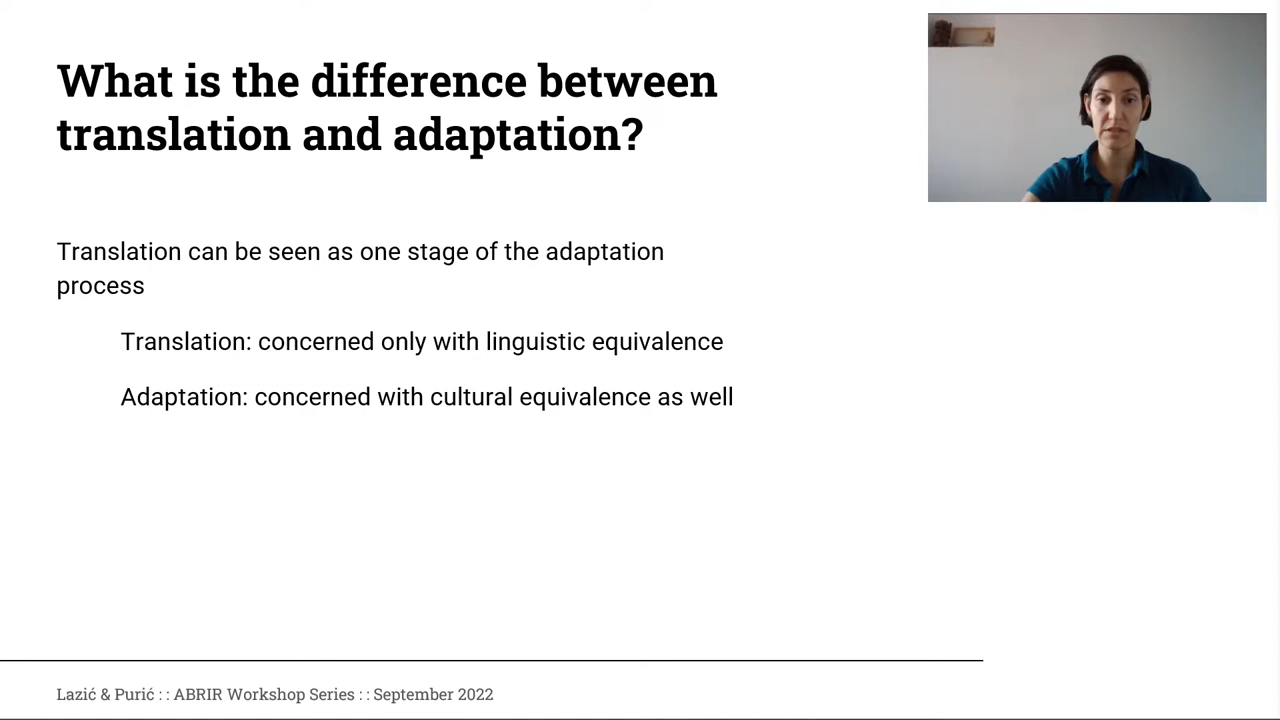 What is the difference between
translation and adaptation?
Translation can be seen as one stage of the adaptation
process
Translation: concerned only with linguistic equivalence
Adaptation: concerned with cultural equivalence as well
Lazić & Purić : : ABRIR Workshop Series : : September 2022